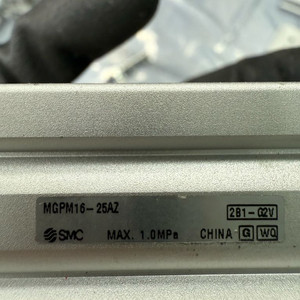 MGPM16-25AZ 2B1-02V
SMC MAX. 1.0MPa CHINA G WQ